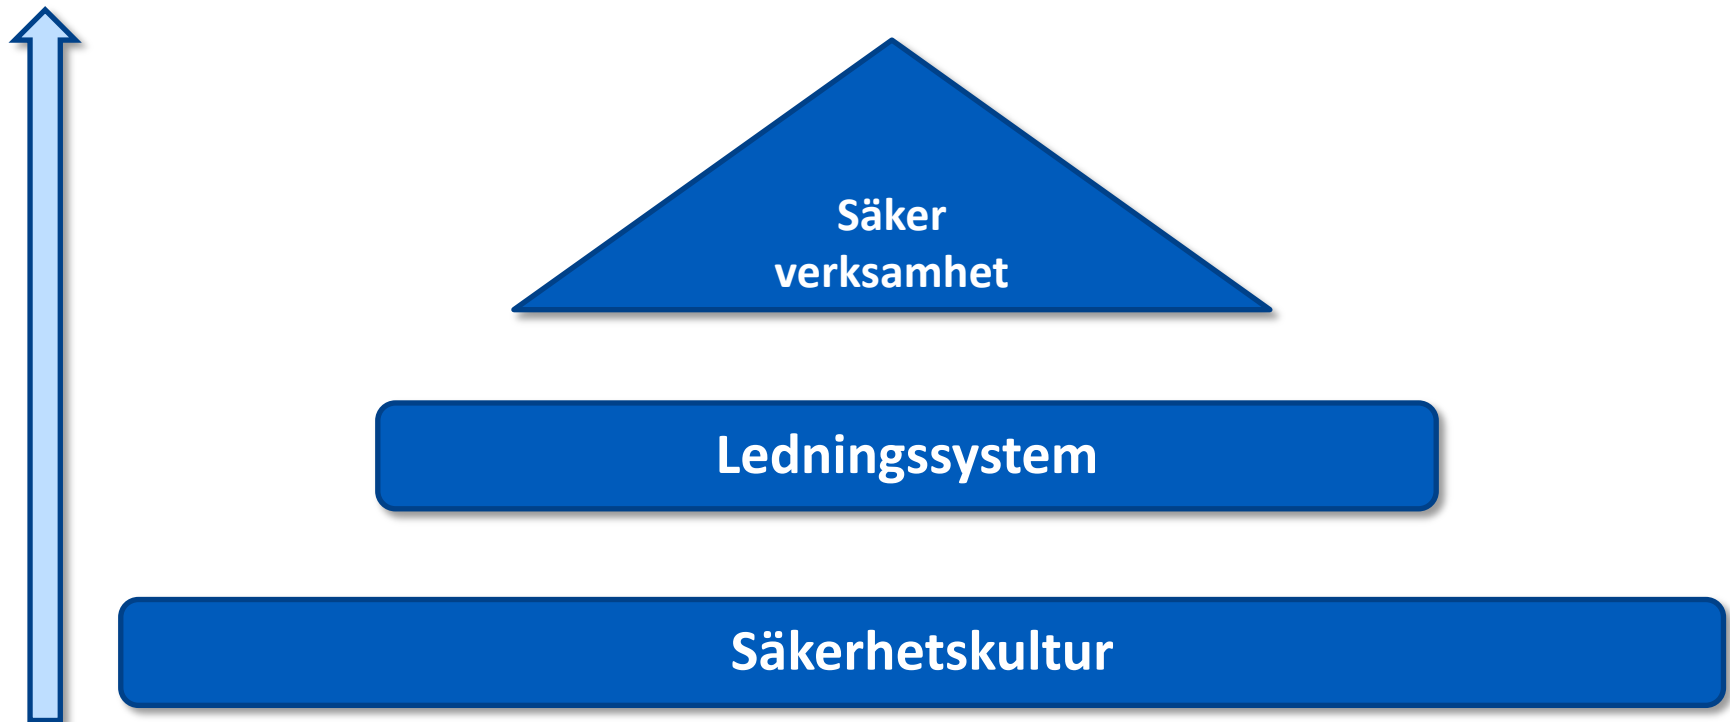 Säker
verksamhet
Ledningssystem
Säkerhetskultur